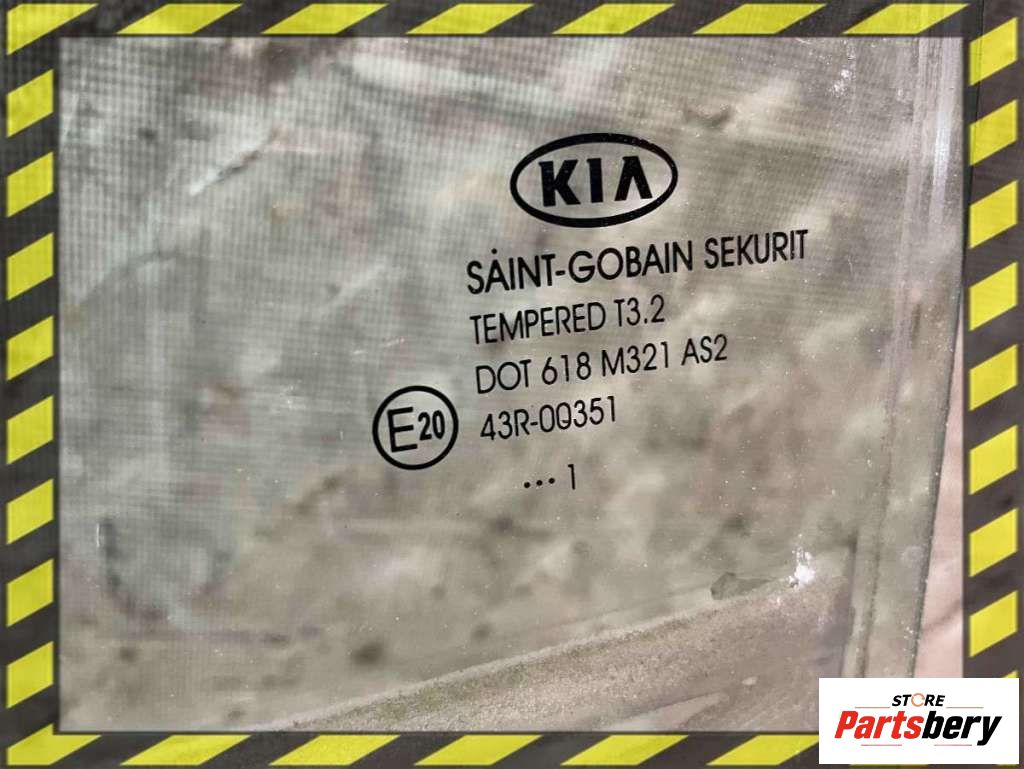 KIA
SAINT-GOBAIN SEKURIT
TEMPERED T3.2
DOT 618 M321 AS2
E20
43R-00351
... 1
STORE
Partsbery